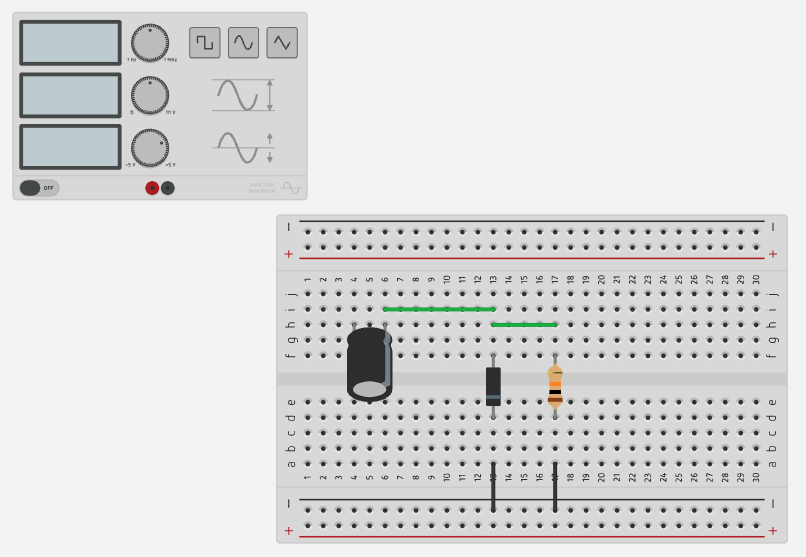 1 Hz 1 MHz
0 10 V
-5 V +5 V
OFF
FUNCTION
GENERATOR
− −
+ +
1 2 3 4 5 6 7 8 9 10 11 12 13 14 15 16 17 18 19 20 21 22 23 24 25 26 27 28 29 30
j j
i i
h h
g g
f f
e e
d d
c c
b b
a a
1 2 3 4 5 6 7 8 9 10 11 12 13 14 15 16 17 18 19 20 21 22 23 24 25 26 27 28 29 30
− −
+ +